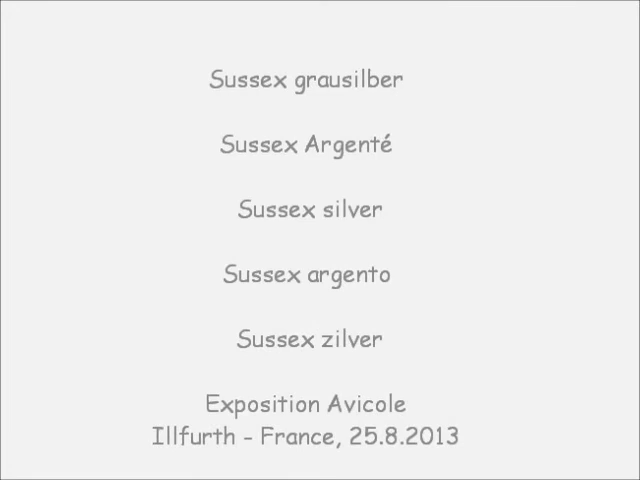 Sussex grausilber
Sussex Argenté
Sussex silver
Sussex argento
Sussex zilver
Exposition Avicole
Illfurth - France, 25.8.2013